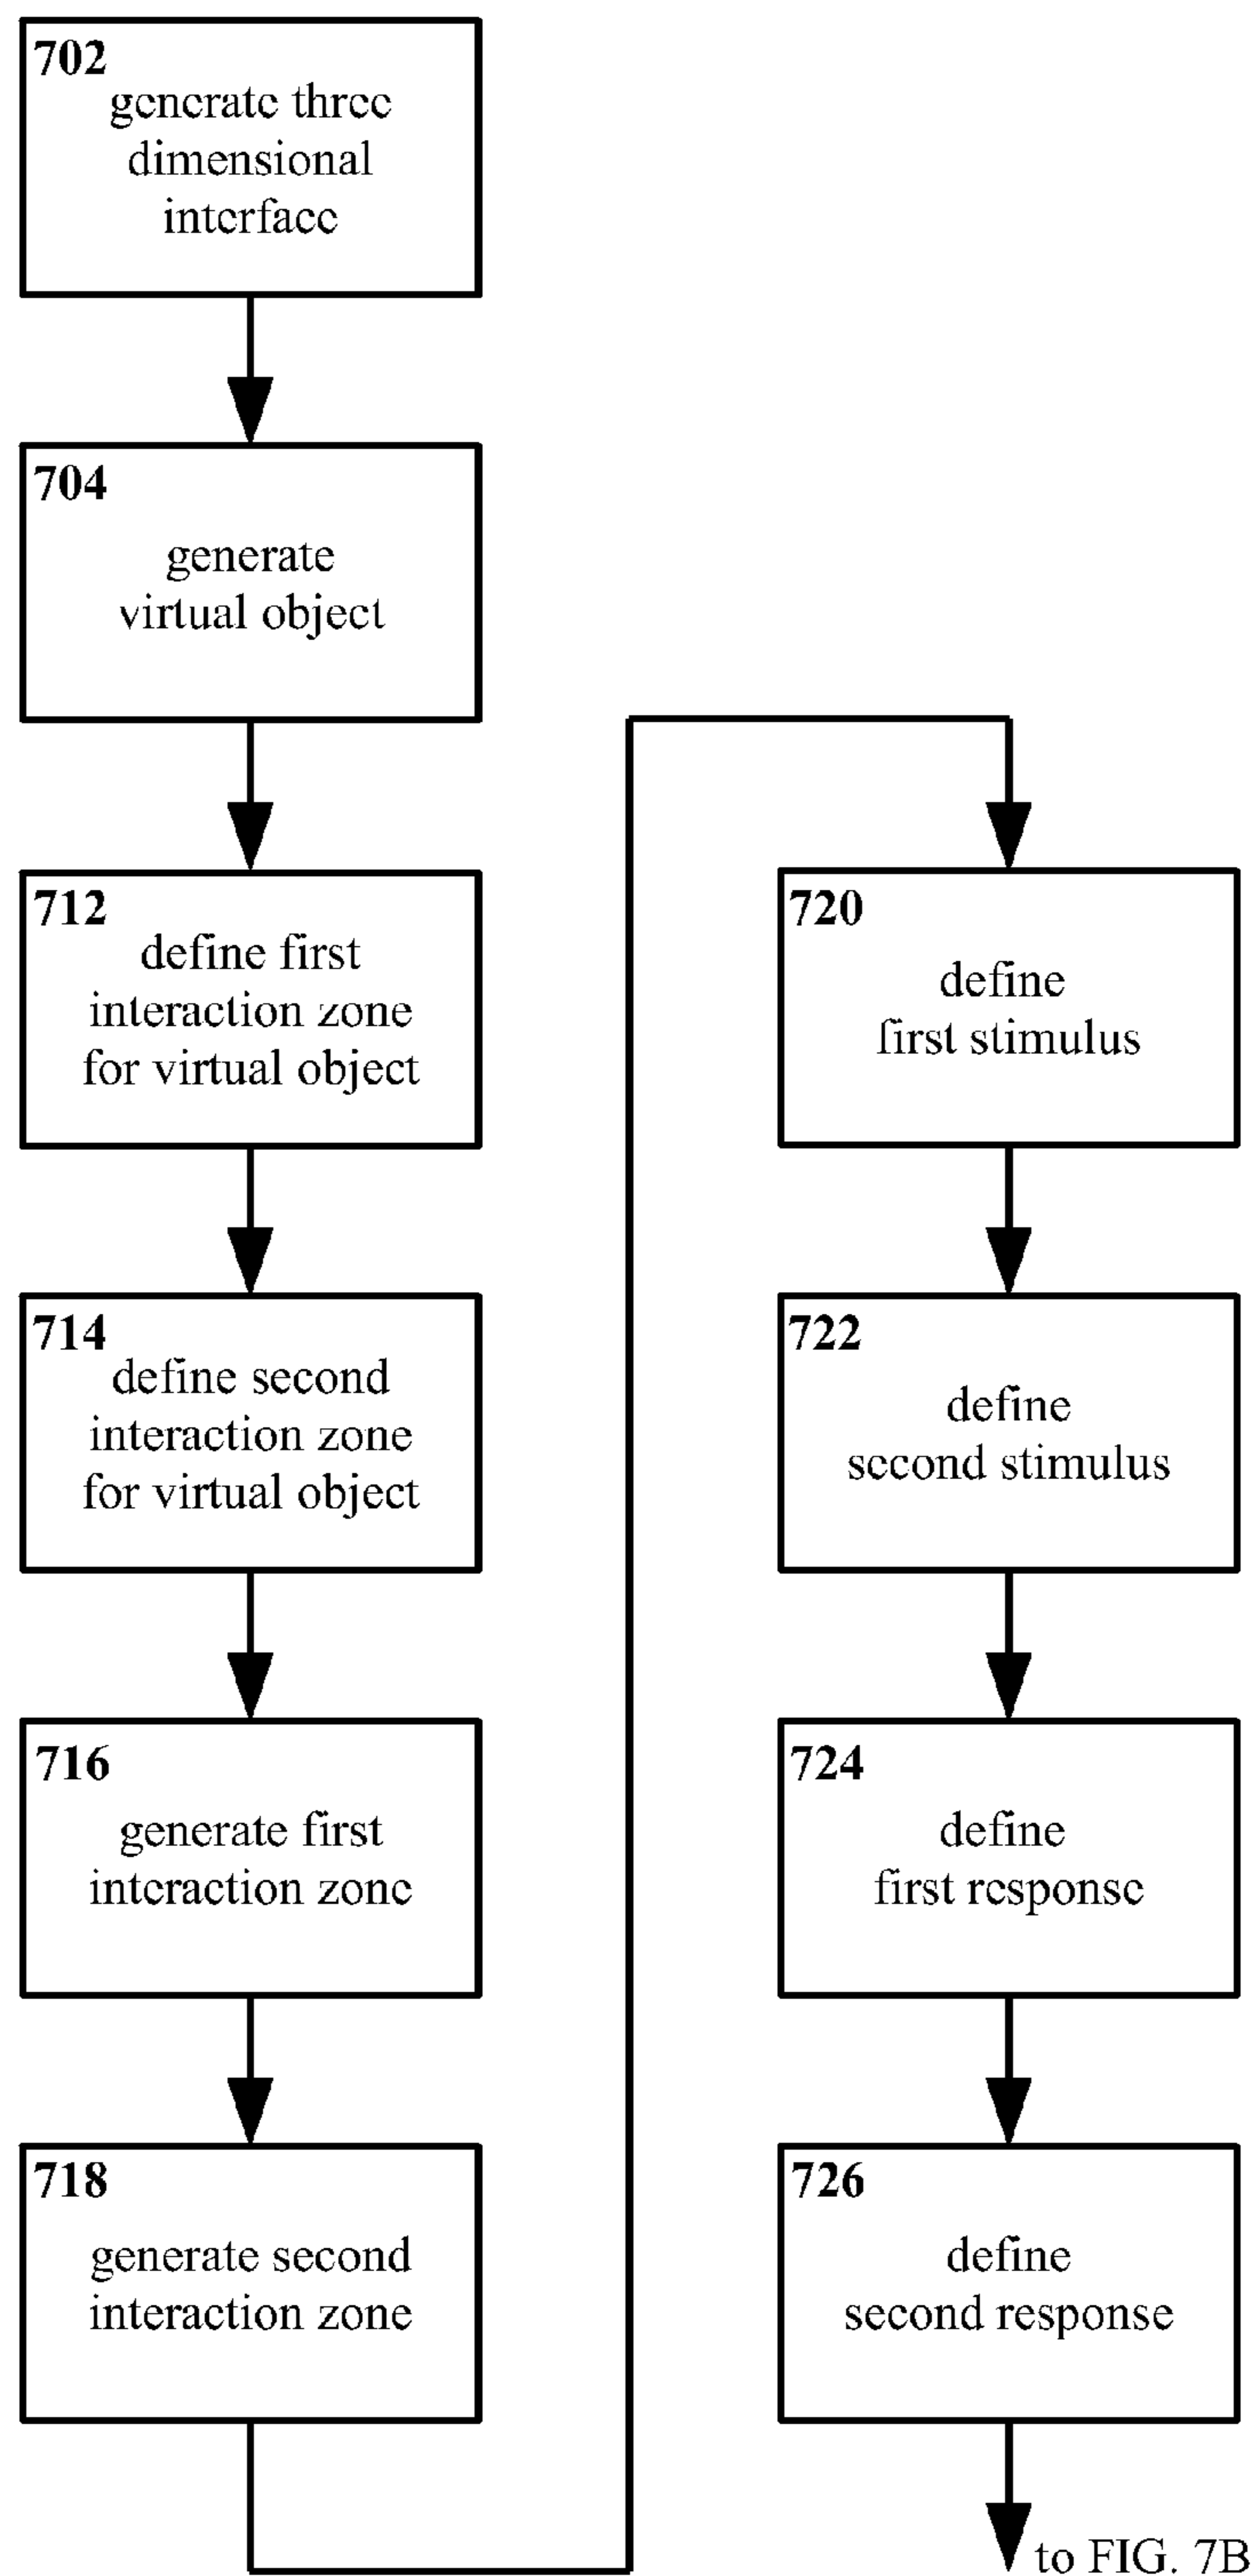 702
generate three
dimensional
interface
704
generate
virtual object
712
define first
interaction zone
for virtual object
714
define second
interaction zone
for virtual object
716
generate first
interaction zone
718
generate second
interaction zone
720
define
first stimulus
722
define
second stimulus
724
define
first response
726
define
second response
to FIG. 7B